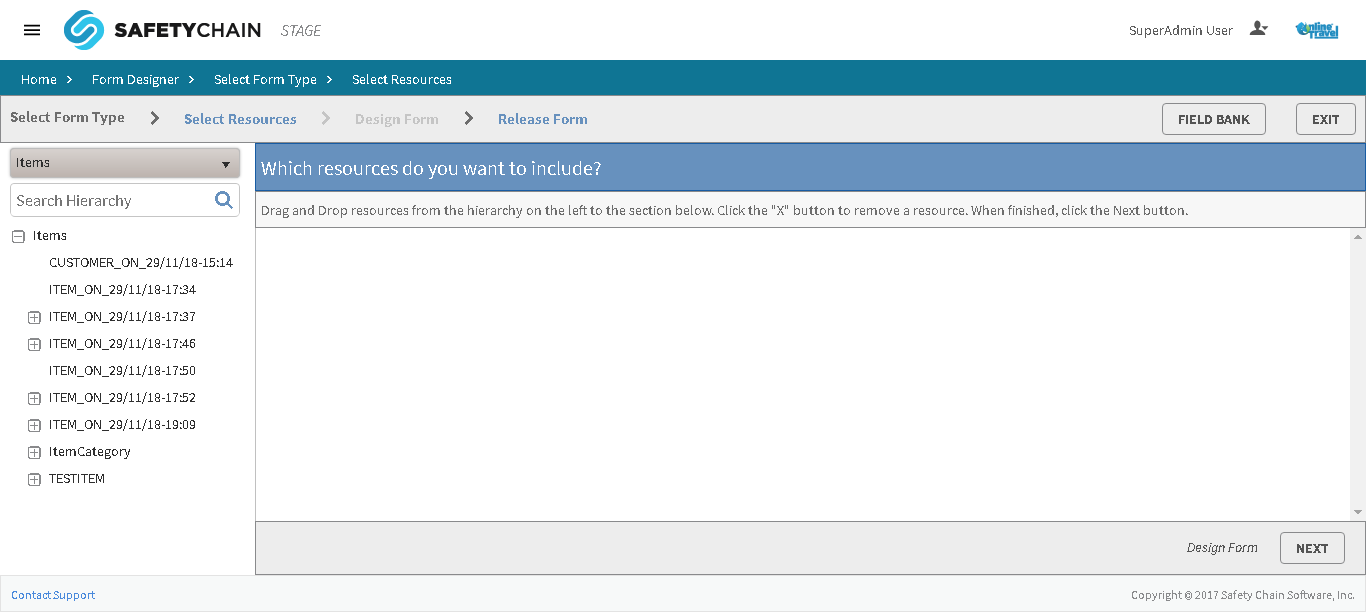 SAFETYCHAIN STAGE SuperAdmin User Online Travel
Home Form Designer Select Form Type Select Resources
Select Form Type Select Resources Design Form Release Form FIELD BANK EXIT
Items
Which resources do you want to include?
Search Hierarchy
Drag and Drop resources from the hierarchy on the left to the section below. Click the "X" button to remove a resource. When finished, click the Next button.
Items
CUSTOMER_ON_29/11/18-15:14
ITEM_ON_29/11/18-17:34
ITEM_ON_29/11/18-17:37
ITEM_ON_29/11/18-17:46
ITEM_ON_29/11/18-17:50
ITEM_ON_29/11/18-17:52
ITEM_ON_29/11/18-19:09
ItemCategory
TESTITEM
Design Form NEXT
Contact Support Copyright © 2017 Safety Chain Software, Inc.